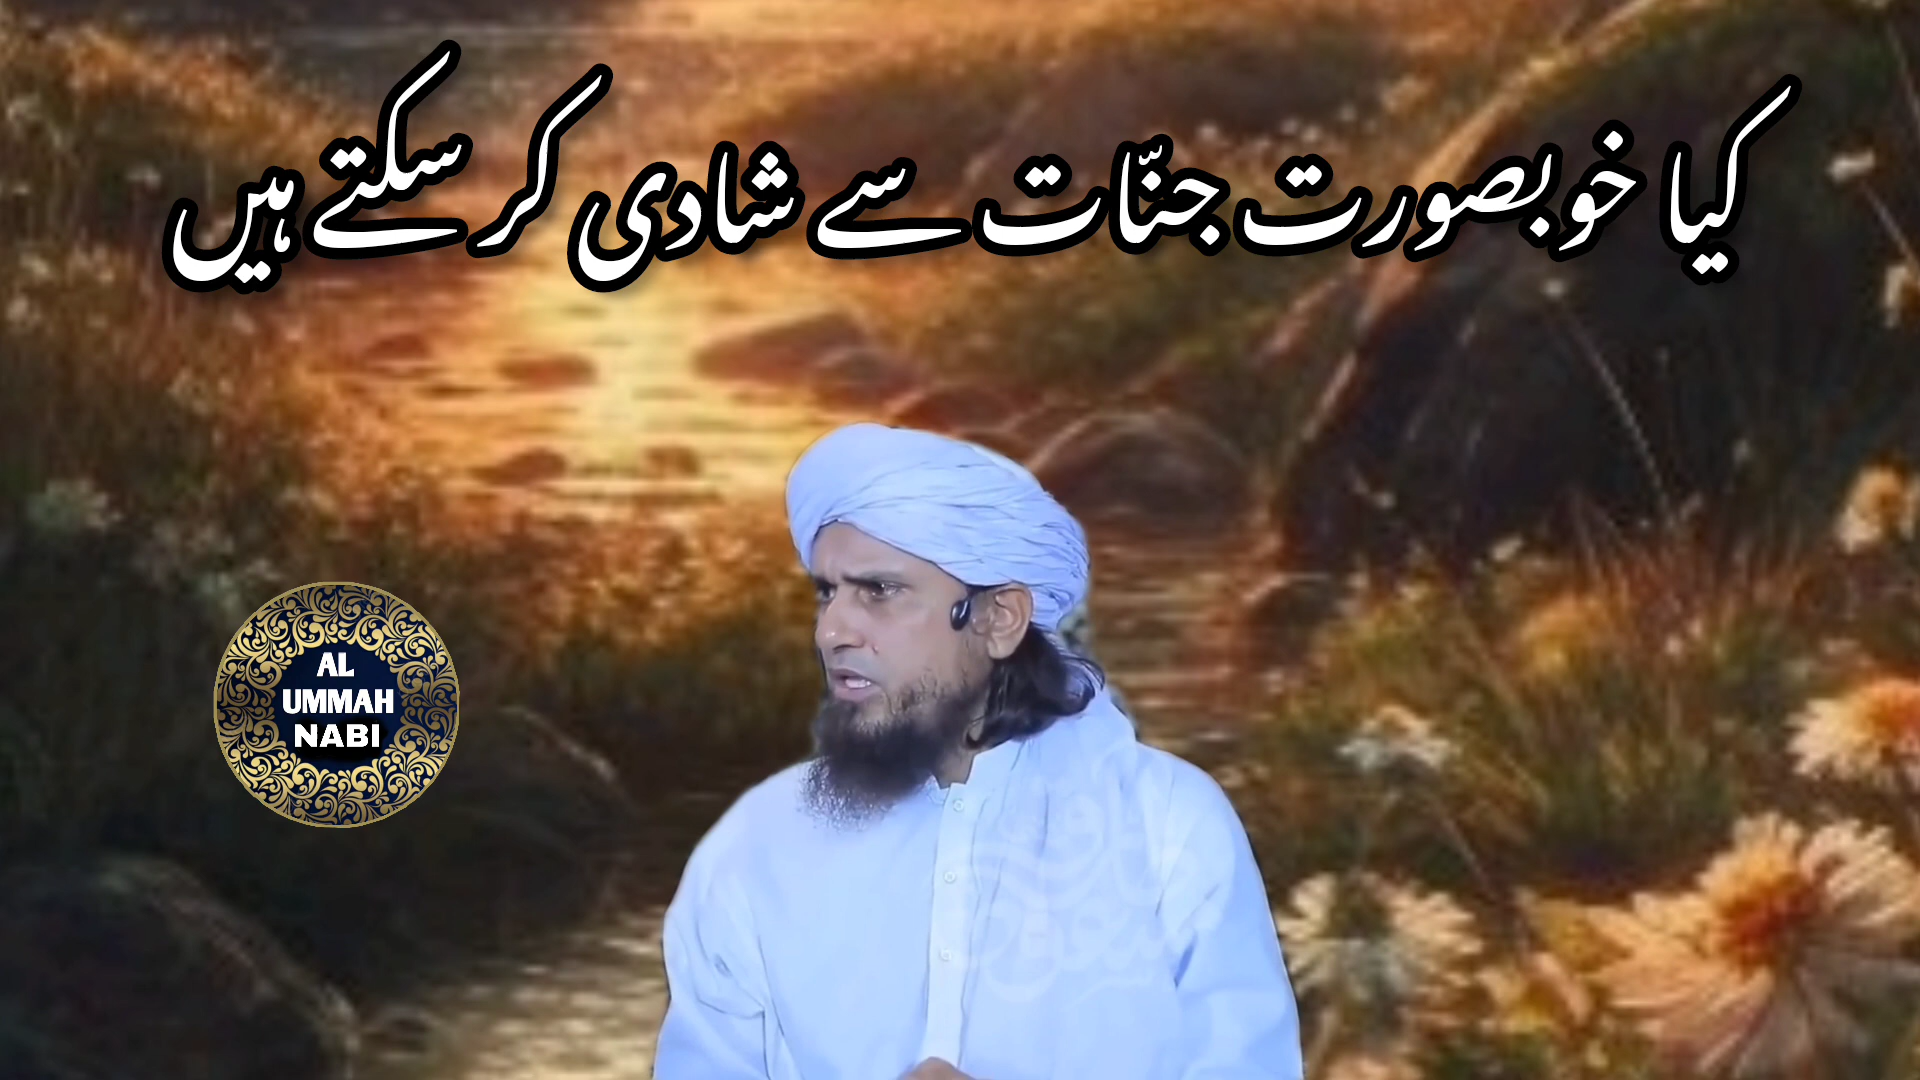 کیا خوبصورت جنّات سے شادی کر سکتے ہیں
AL
UMMAH
NABI